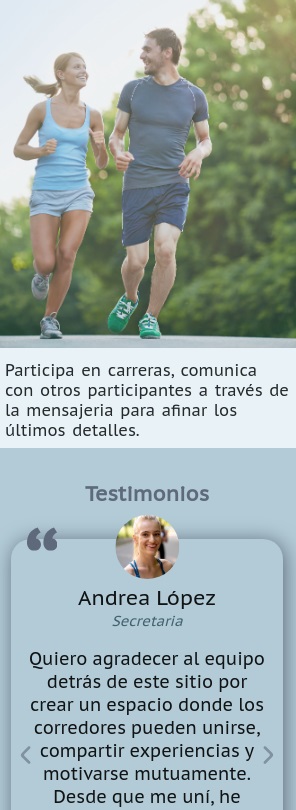 Participa en carreras, comunica
con otros participantes a través de
la mensajeria para afinar los
últimos detalles.
Testimonios
“
Andrea López
Secretaria
Quiero agradecer al equipo
detrás de este sitio por
crear un espacio donde los
corredores pueden unirse,
compartir experiencias y
motivarse mutuamente.
Desde que me uní, he